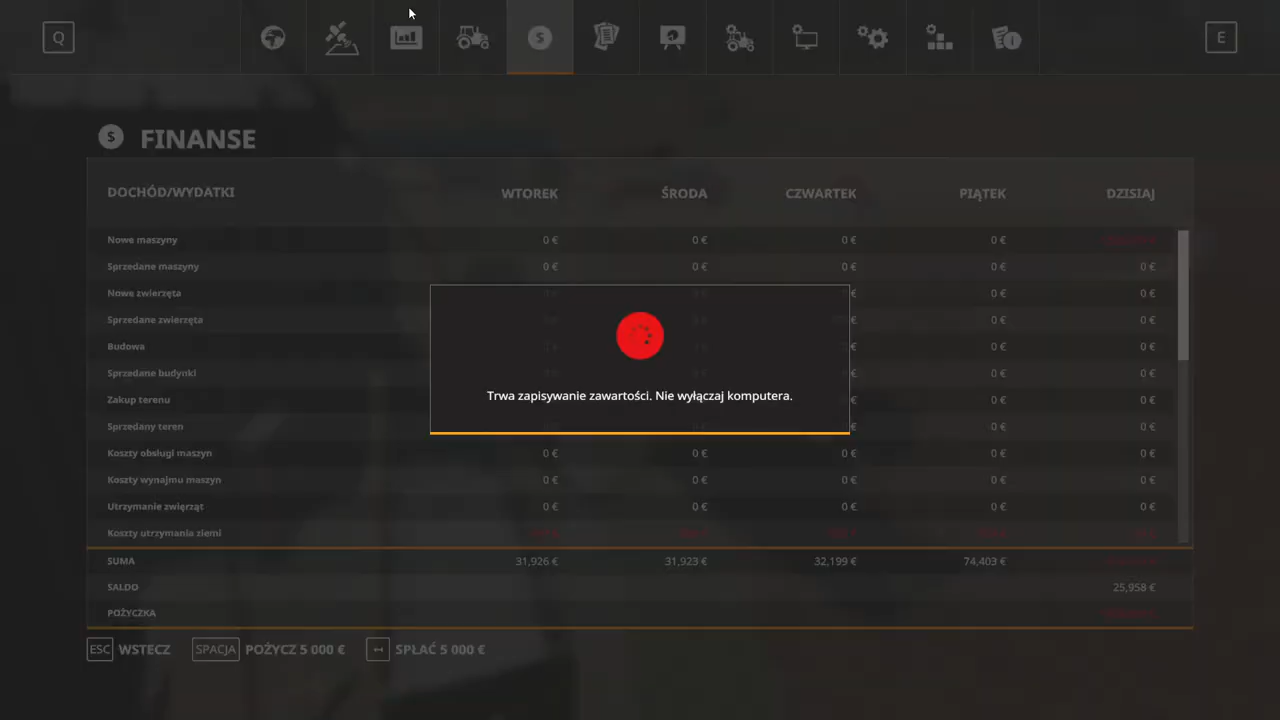 Q
E
FINANSE
DOCHÓD/WYDATKI WTOREK ŚRODA CZWARTEK PIĄTEK DZISIAJ
Nowe maszyny 0 € 0 € 0 € 0 €
Sprzedane maszyny 0 € 0 € 0 € 0 € 0 €
Nowe zwierzęta € 0 € 0 €
Sprzedane zwierzęta € 0 € 0 €
Budowa € 0 € 0 €
Sprzedane budynki € 0 € 0 €
Zakup terenu € 0 € 0 €
Sprzedany teren € 0 € 0 €
Trwa zapisywanie zawartości. Nie wyłączaj komputera.
Koszty obsługi maszyn 0 € 0 € 0 € 0 € 0 €
Koszty wynajmu maszyn 0 € 0 € 0 € 0 € 0 €
Utrzymanie zwięrząt 0 € 0 € 0 € 0 € 0 €
Koszty utrzymania ziemi
SUMA 31,926 € 31,923 € 32,199 € 74,403 €
SALDO 25,958 €
POŻYCZKA
ESC WSTECZ SPACJA POŻYCZ 5 000 € ↔ SPŁAĆ 5 000 €